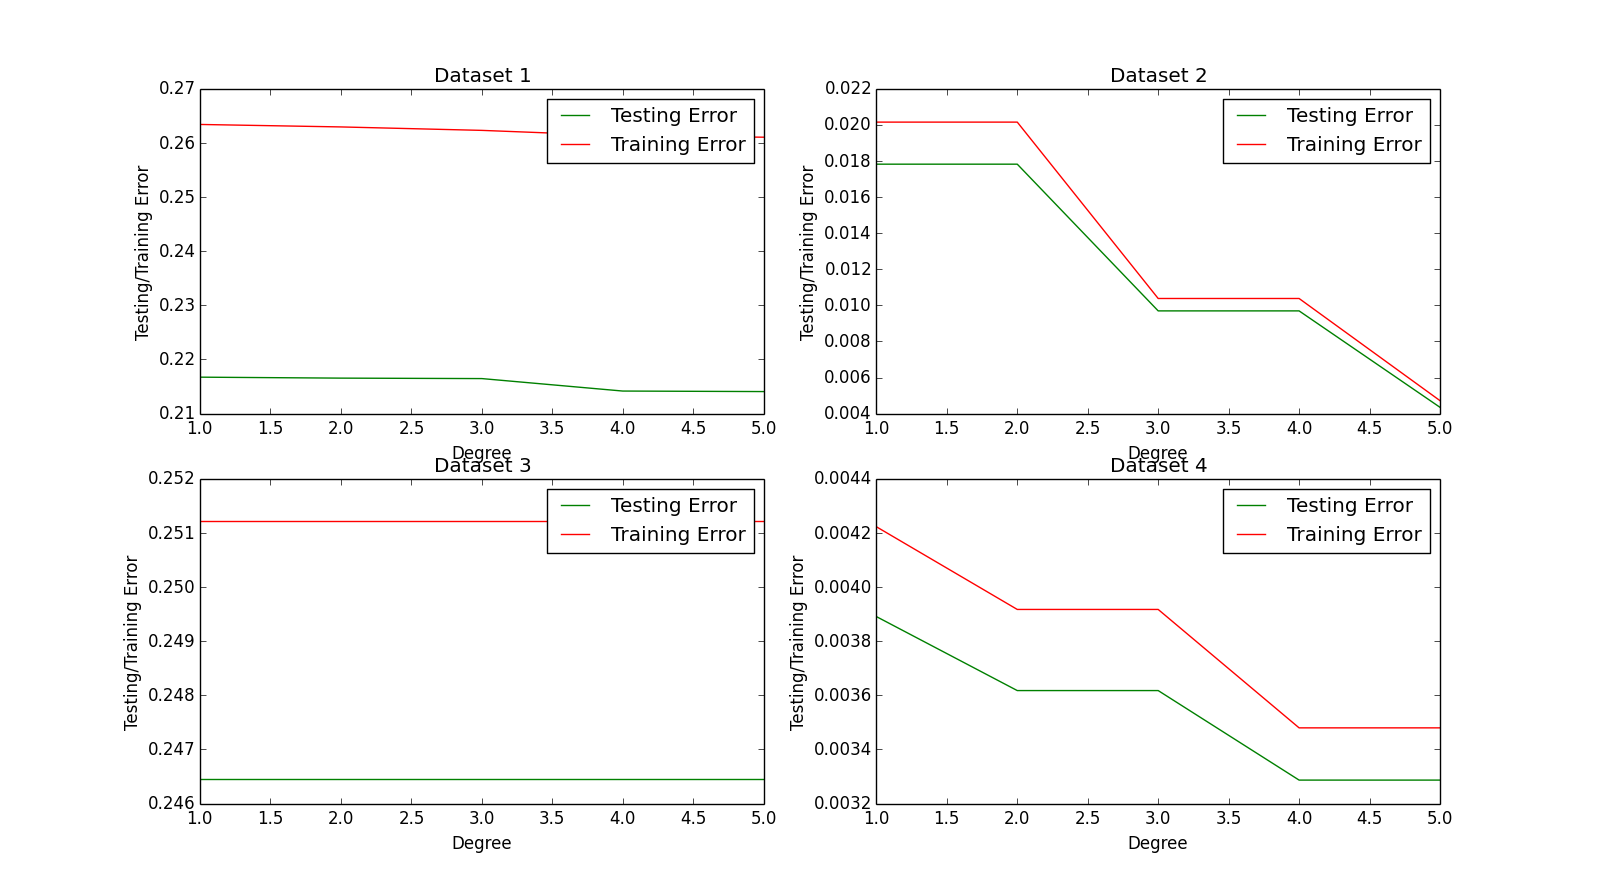 Dataset 1
Testing/Training Error
0.27
0.26
0.25
0.24
0.23
0.22
0.21
Testing Error
Training Error
1.0 1.5 2.0 2.5 3.0 3.5 4.0 4.5 5.0
Degree
Dataset 2
Testing/Training Error
0.022
0.020
0.018
0.016
0.014
0.012
0.010
0.008
0.006
0.004
Testing Error
Training Error
1.0 1.5 2.0 2.5 3.0 3.5 4.0 4.5 5.0
Degree
Dataset 3
Testing/Training Error
0.252
0.251
0.250
0.249
0.248
0.247
0.246
Testing Error
Training Error
1.0 1.5 2.0 2.5 3.0 3.5 4.0 4.5 5.0
Degree
Dataset 4
Testing/Training Error
0.0044
0.0042
0.0040
0.0038
0.0036
0.0034
0.0032
Testing Error
Training Error
1.0 1.5 2.0 2.5 3.0 3.5 4.0 4.5 5.0
Degree